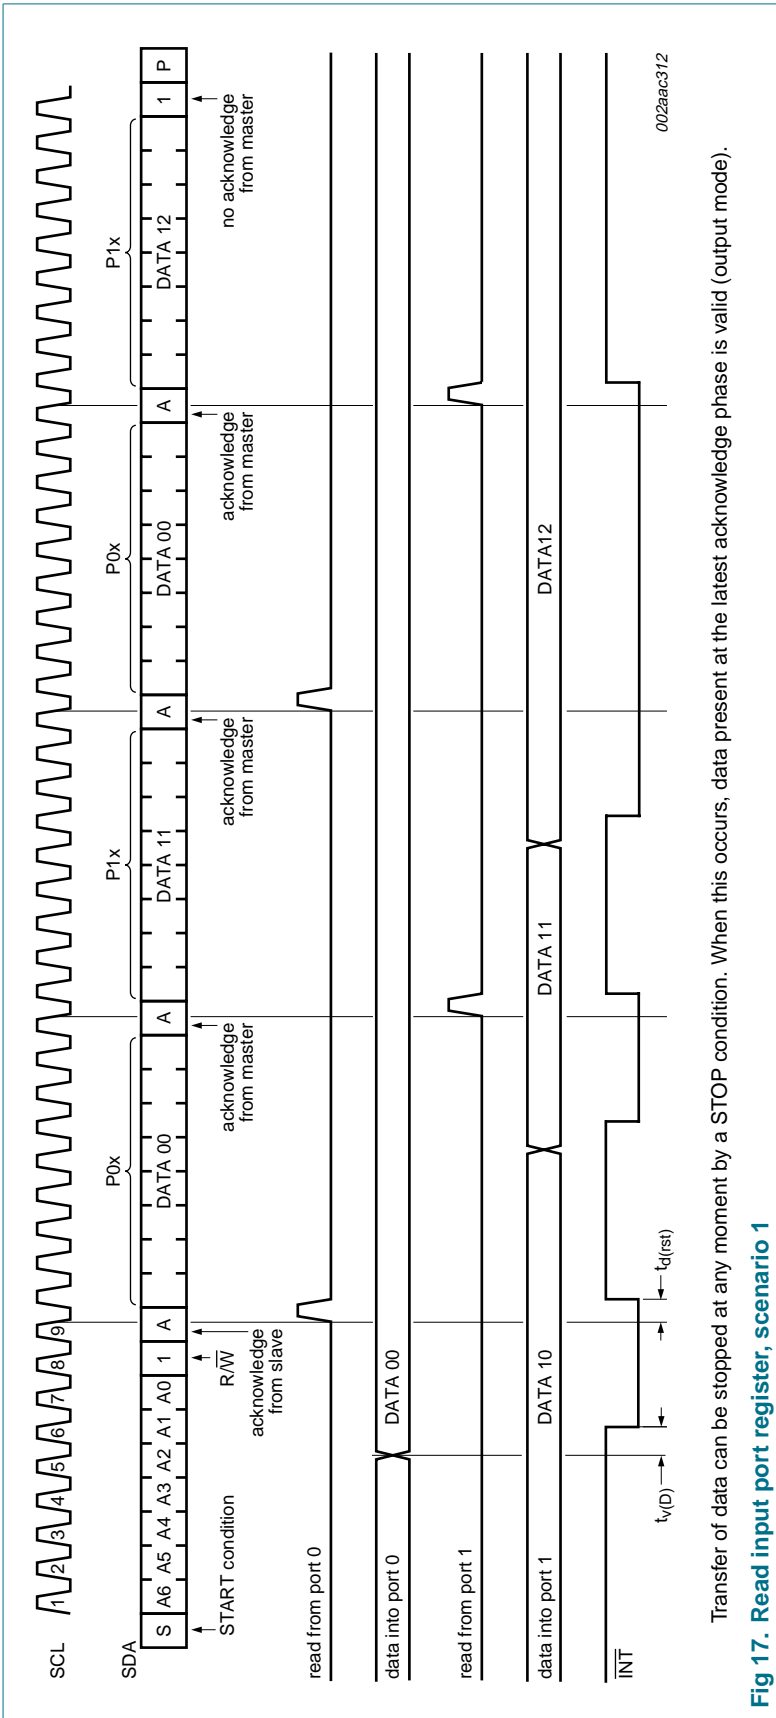 SCL
1 2 3 4 5 6 7 8 9
P0x P1x P0x P1x
SDA
S A6 A5 A4 A3 A2 A1 A0 1 A DATA 00 A DATA 11 A DATA 00 A DATA 12 1 P
START condition
R/W
acknowledge
from slave
acknowledge
from master
acknowledge
from master
acknowledge
from master
no acknowledge
from master
read from port 0
data into port 0
DATA 00
read from port 1
data into port 1
DATA 10 DATA 11 DATA12
INT
tv(D)
td(rst)
002aac312
Transfer of data can be stopped at any moment by a STOP condition. When this occurs, data present at the latest acknowledge phase is valid (output mode).
Fig 17. Read input port register, scenario 1